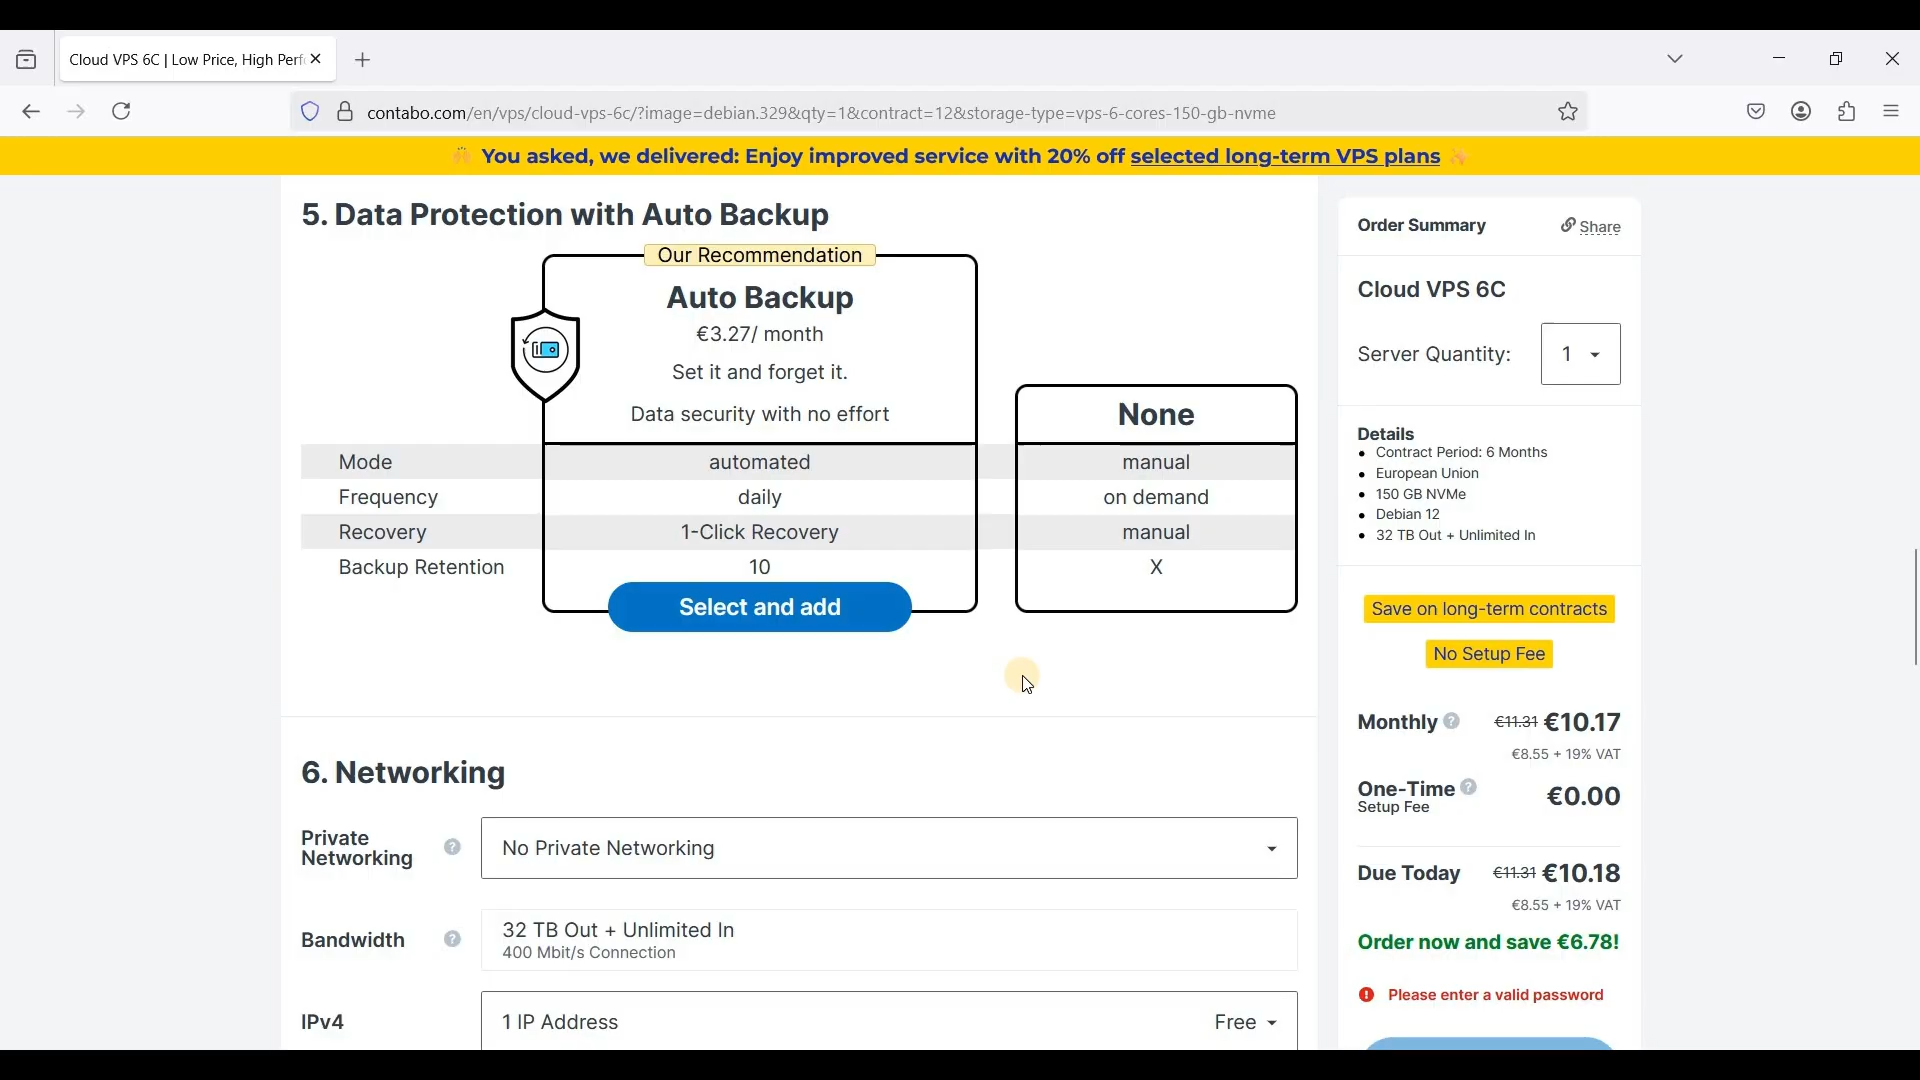 Cloud VPS 6C | Low Price, High Perf
contabo.com/en/vps/cloud-vps-6c/?image=debian.329&qty=1&contract=12&storage-type=vps-6-cores-150-gb-nvme
You asked, we delivered: Enjoy improved service with 20% off selected long-term VPS plans
5. Data Protection with Auto Backup
Our Recommendation
Auto Backup
€3.27/ month
Set it and forget it.
Data security with no effort
None
Mode automated manual
Frequency daily on demand
Recovery 1-Click Recovery manual
Backup Retention 10 X
Select and add
6. Networking
Private
Networking
?
No Private Networking
Bandwidth ?
32 TB Out + Unlimited In
400 Mbit/s Connection
IPv4
1 IP Address Free
Order Summary Share
Cloud VPS 6C
Server Quantity: 1
Details
Contract Period: 6 Months
European Union
150 GB NVMe
Debian 12
32 TB Out + Unlimited In
Save on long-term contracts
No Setup Fee
Monthly ? €11.31 €10.17
€8.55 + 19% VAT
One-Time ? €0.00
Setup Fee
Due Today €11.31 €10.18
€8.55 + 19% VAT
Order now and save €6.78!
Please enter a valid password